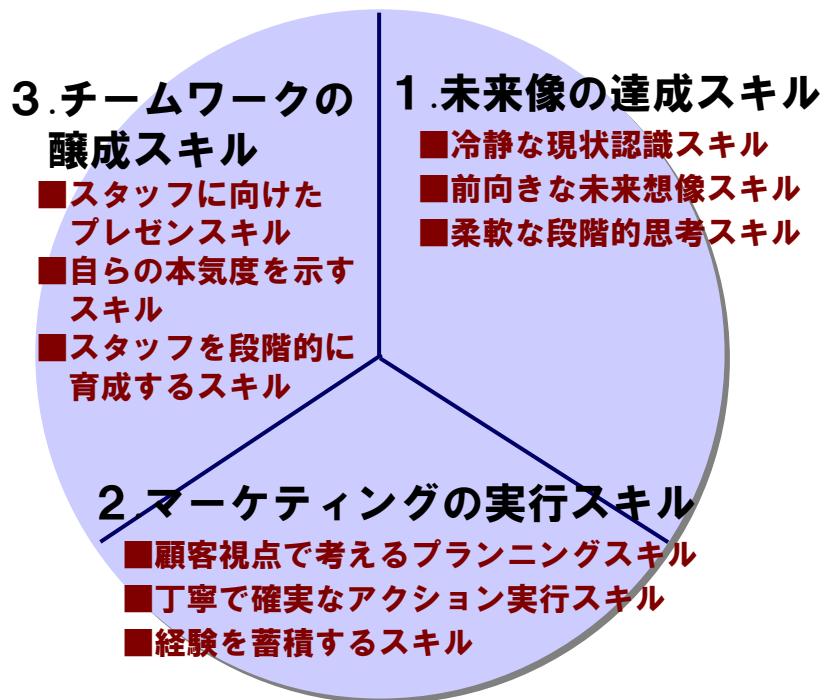 １.未来像の達成スキル
■冷静な現状認識スキル
■前向きな未来想像スキル
■柔軟な段階的思考スキル
２.マーケティングの実行スキル
■顧客視点で考えるプランニングスキル
■丁寧で確実なアクション実行スキル
■経験を蓄積するスキル
３.チームワークの
醸成スキル
■スタッフに向けた
プレゼンスキル
■自らの本気度を示す
スキル
■スタッフを段階的に
育成するスキル